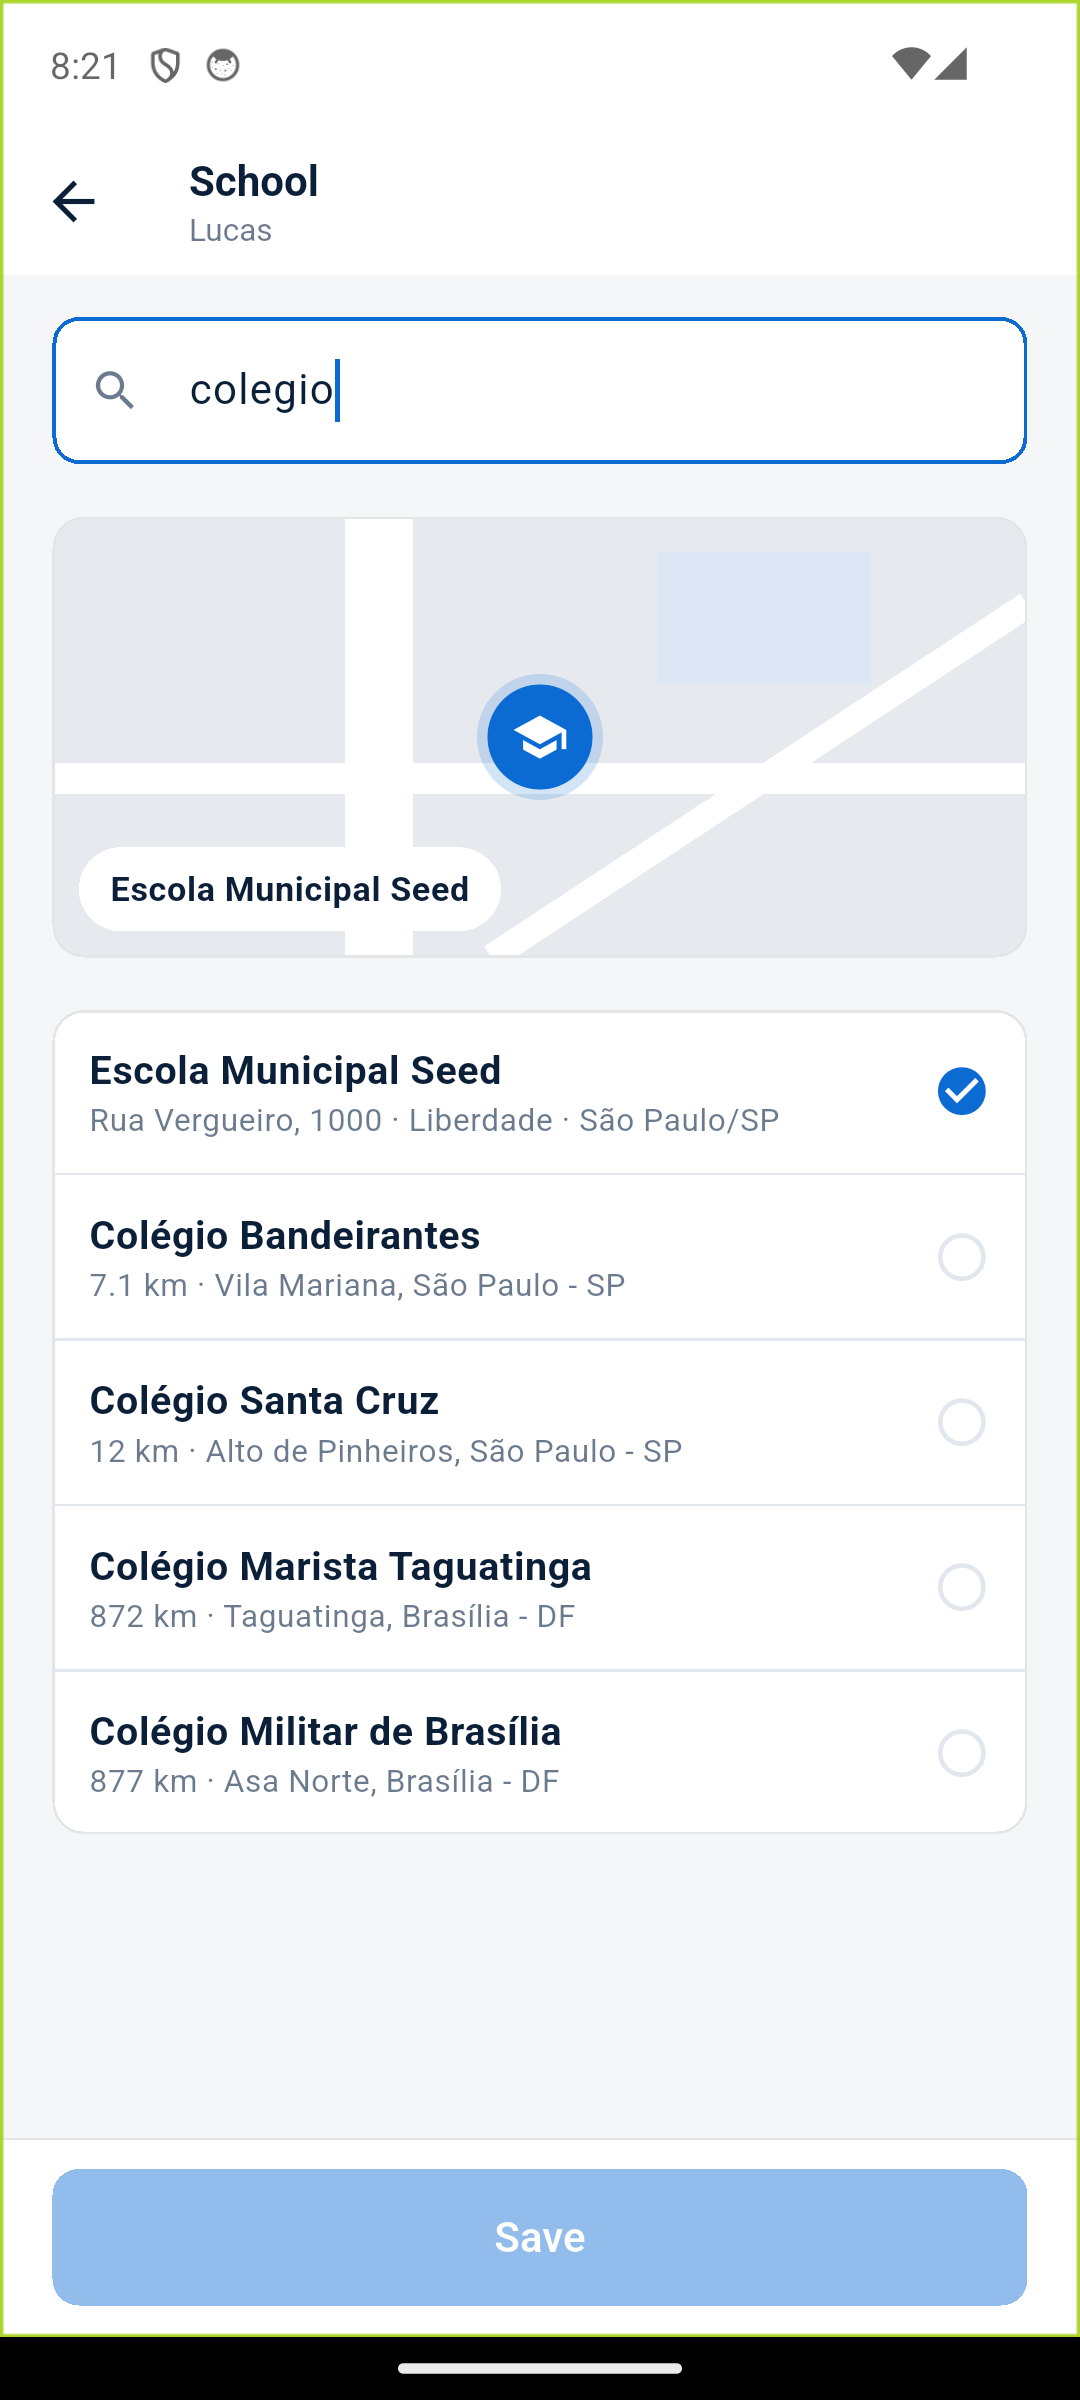 8:21
School
Lucas
colegio
Escola Municipal Seed
Escola Municipal Seed
Rua Vergueiro, 1000 · Liberdade · São Paulo/SP
Colégio Bandeirantes
7.1 km · Vila Mariana, São Paulo - SP
Colégio Santa Cruz
12 km · Alto de Pinheiros, São Paulo - SP
Colégio Marista Taguatinga
872 km · Taguatinga, Brasília - DF
Colégio Militar de Brasília
877 km · Asa Norte, Brasília - DF
Save